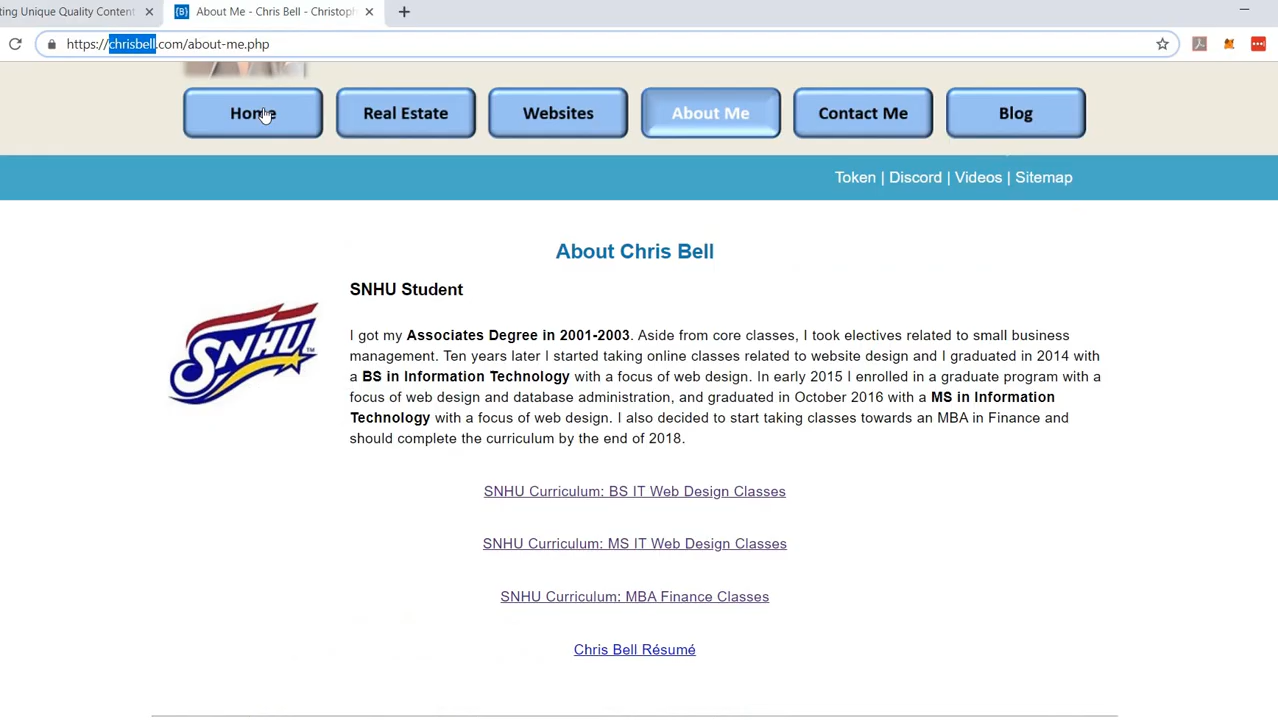 ting Unique Quality Content
{B} About Me - Chris Bell - Christoph
https://chrisbell.com/about-me.php
Home Real Estate Websites About Me Contact Me Blog
Token | Discord | Videos | Sitemap
About Chris Bell
SNHU Student
SNHU™
I got my Associates Degree in 2001-2003. Aside from core classes, I took electives related to small business
management. Ten years later I started taking online classes related to website design and I graduated in 2014 with
a BS in Information Technology with a focus of web design. In early 2015 I enrolled in a graduate program with a
focus of web design and database administration, and graduated in October 2016 with a MS in Information
Technology with a focus of web design. I also decided to start taking classes towards an MBA in Finance and
should complete the curriculum by the end of 2018.
SNHU Curriculum: BS IT Web Design Classes
SNHU Curriculum: MS IT Web Design Classes
SNHU Curriculum: MBA Finance Classes
Chris Bell Résumé